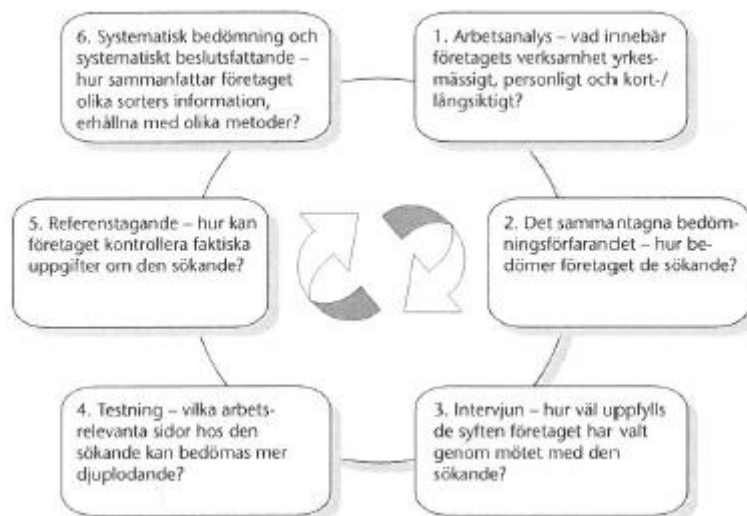 1. Arbetsanalys – vad innebär
företagets verksamhet yrkes-
mässigt, personligt och kort-/
långsiktigt?
2. Det sammantagna bedöm-
ningsförfarandet – hur be-
dömer företaget de sökande?
3. Intervjun – hur väl uppfylls
de syften företaget har valt
genom mötet med den
sökande?
4. Testning – vilka arbets-
relevanta sidor hos den
sökande kan bedömas mer
djuplodande?
5. Referenstagande – hur kan
företaget kontrollera faktiska
uppgifter om den sökande?
6. Systematisk bedömning och
systematiskt beslutsfattande –
hur sammanfattar företaget
olika sorters information,
erhållna med olika metoder?